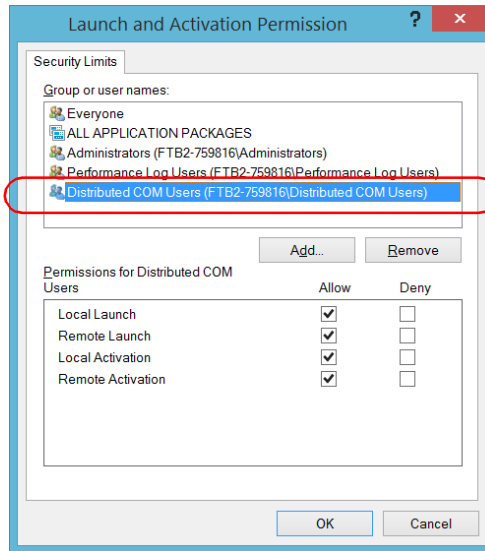 Launch and Activation Permission
?
×
Security Limits
Group or user names:
Everyone
ALL APPLICATION PACKAGES
Administrators (FTB2-759816\Administrators)
Performance Log Users (FTB2-759816\Performance Log Users)
Distributed COM Users (FTB2-759816\Distributed COM Users)
Add... Remove
Permissions for Distributed COM
Users Allow Deny
Local Launch
Remote Launch
Local Activation
Remote Activation
OK Cancel